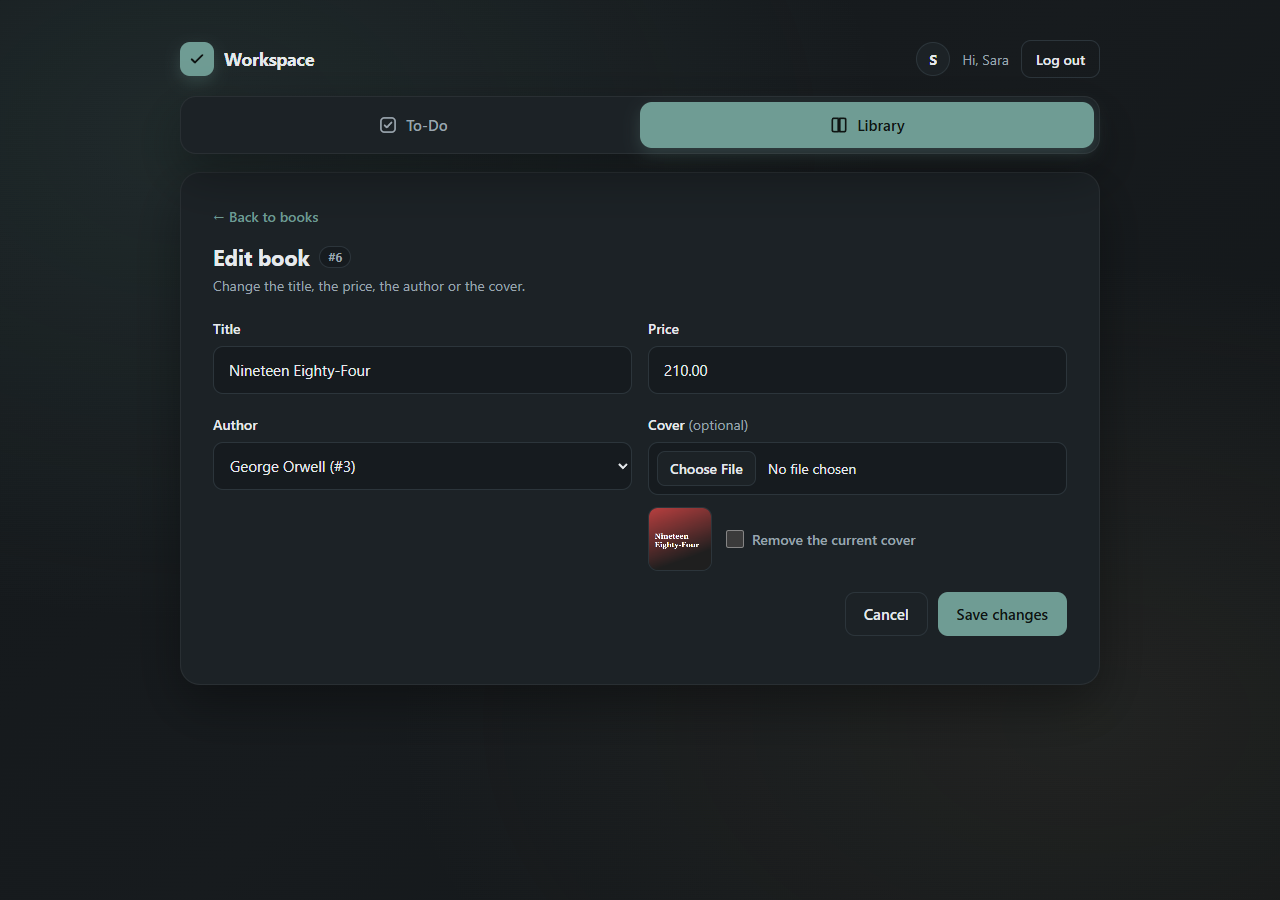 Workspace
S
Hi, Sara
Log out
To-Do
Library
← Back to books
Edit book #6
Change the title, the price, the author or the cover.
Title
Price
Nineteen Eighty-Four
210.00
Author
Cover (optional)
George Orwell (#3)
Choose File
No file chosen
Nineteen
Eighty-Four
Remove the current cover
Cancel
Save changes